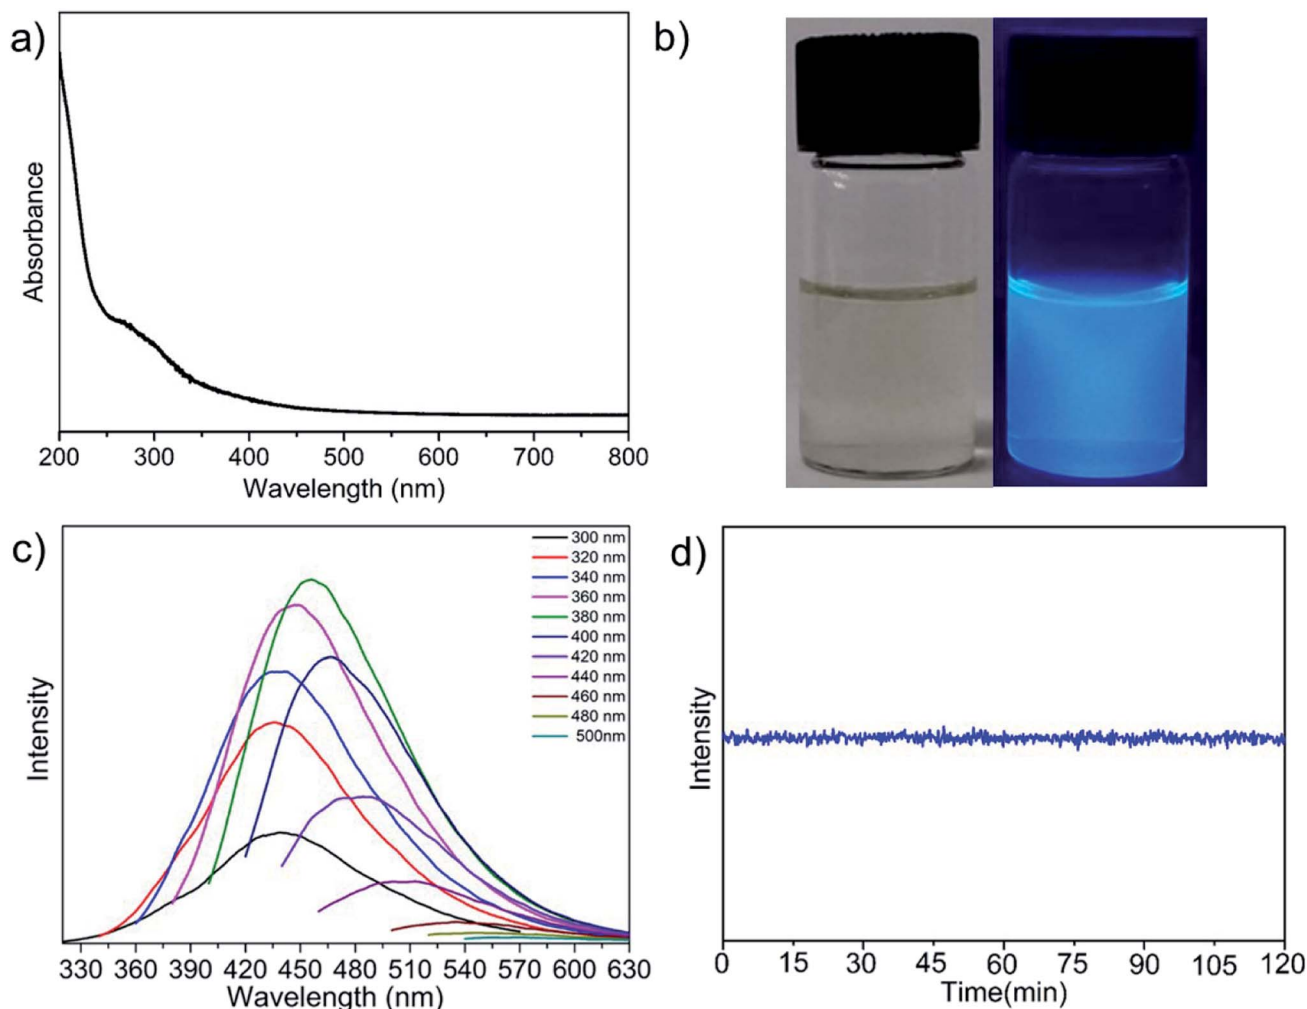 a)
Absorbance
200 300 400 500 600 700 800
Wavelength (nm)
b)
c)
Intensity
300 nm
320 nm
340 nm
360 nm
380 nm
400 nm
420 nm
440 nm
460 nm
480 nm
500nm
330 360 390 420 450 480 510 540 570 600 630
Wavelength (nm)
d)
Intensity
0 15 30 45 60 75 90 105 120
Time(min)